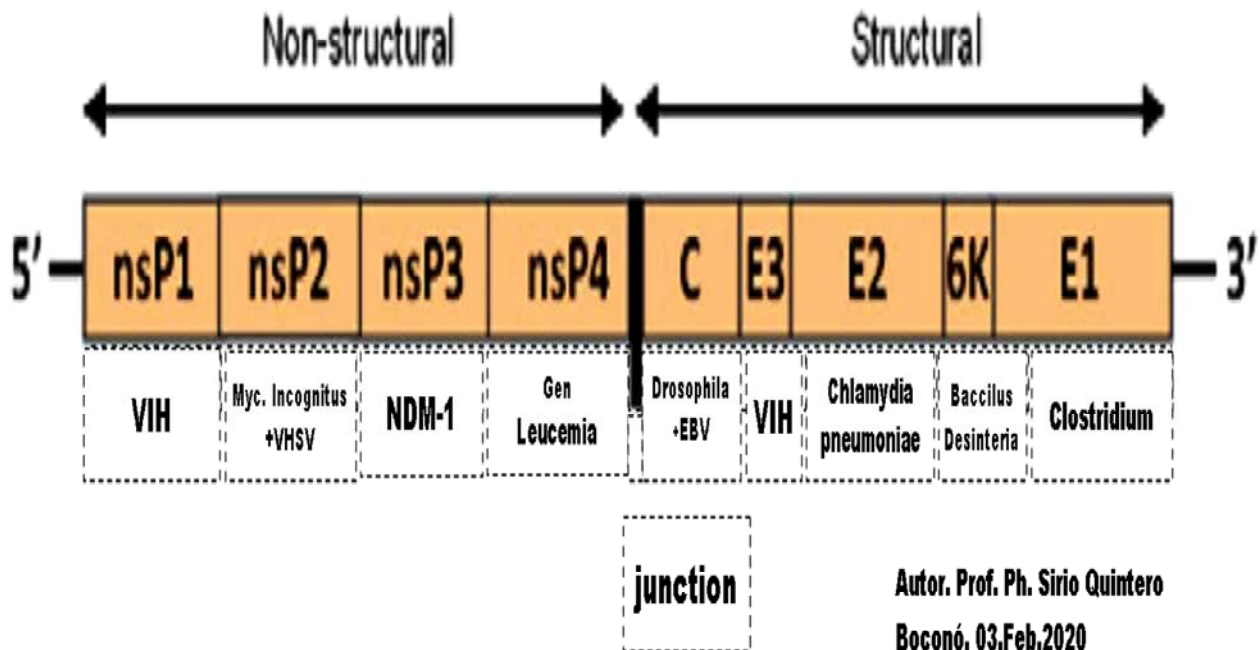 Non-structural
Structural
5’ nsP1 nsP2 nsP3 nsP4 C E3 E2 6K E1 3’
VIH
Myc. Incognitus
+VHSV
NDM-1
Gen
Leucemia
Drosophila
+EBV
VIH
Chlamydia
pneumoniae
Baccilus
Desinteria
Clostridium
junction
Autor. Prof. Ph. Sirio Quintero
Boconó, 03.Feb.2020